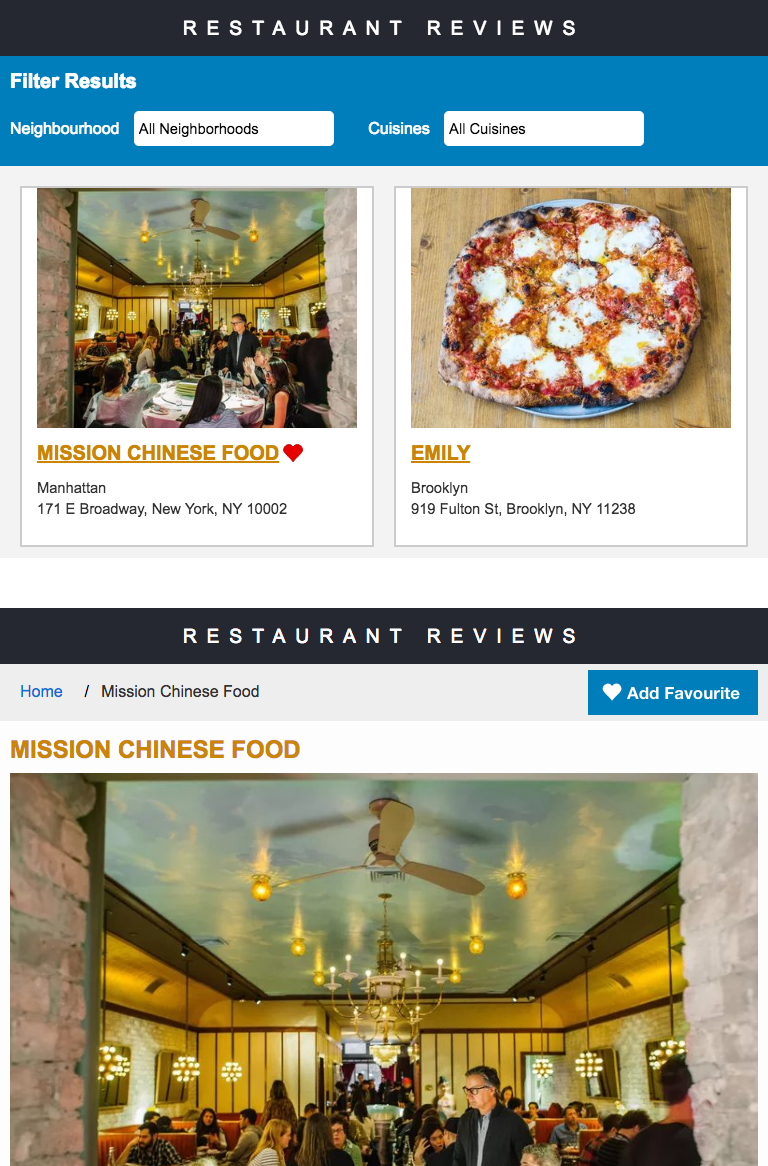 RESTAURANT REVIEWS
Filter Results
Neighbourhood All Neighborhoods Cuisines All Cuisines
MISSION CHINESE FOOD
Manhattan
171 E Broadway, New York, NY 10002
EMILY
Brooklyn
919 Fulton St, Brooklyn, NY 11238
RESTAURANT REVIEWS
Home / Mission Chinese Food
Add Favourite
MISSION CHINESE FOOD